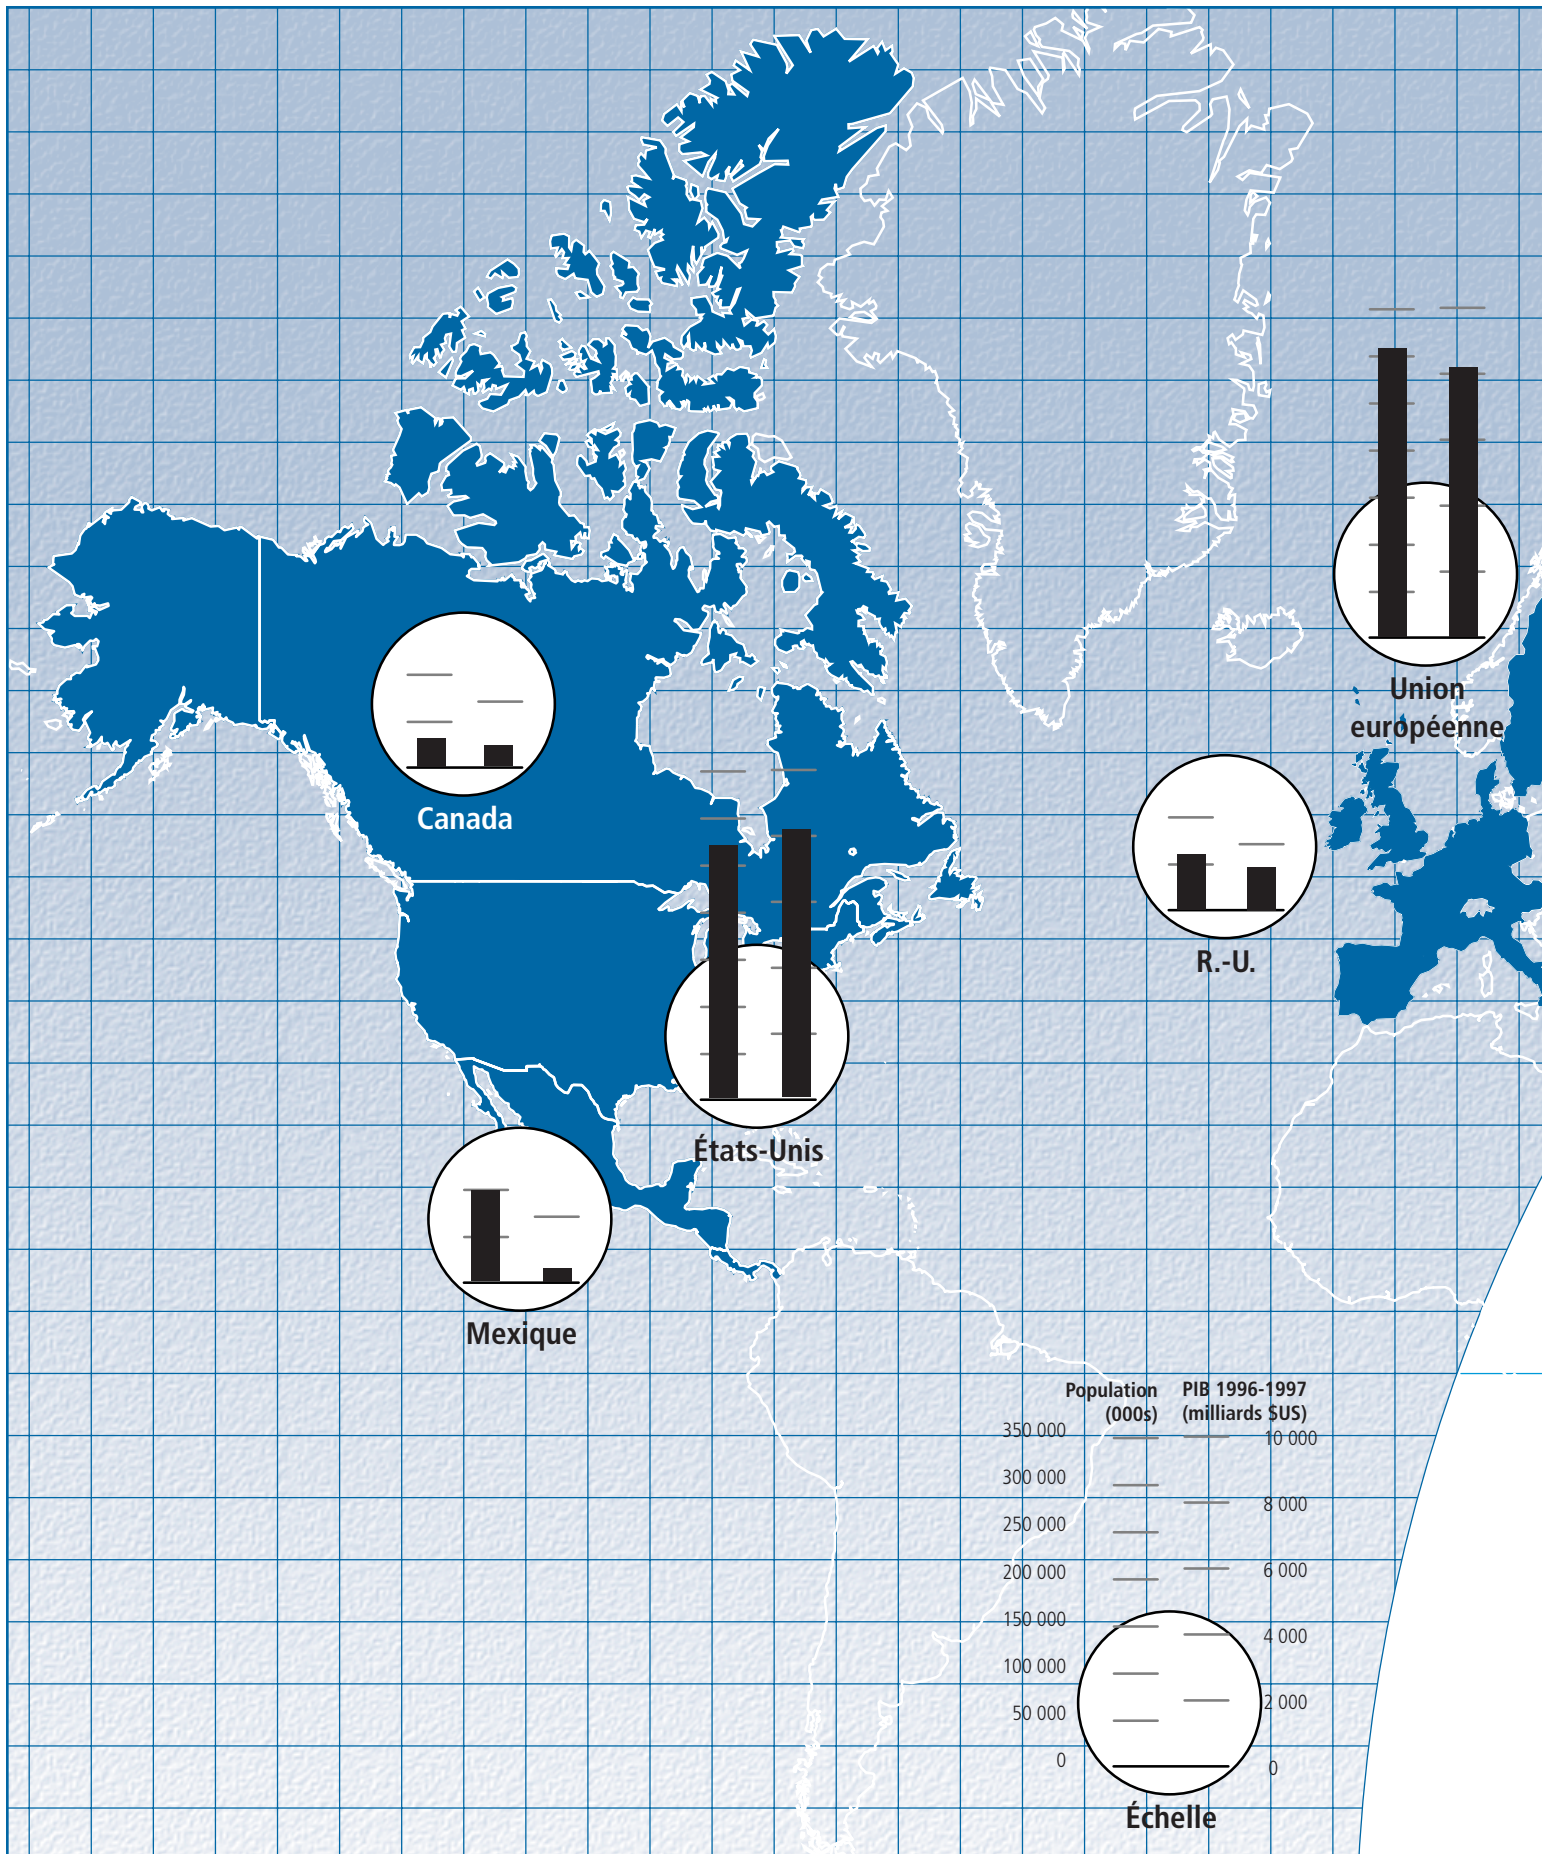 Union
européenne
Canada
R.-U.
États-Unis
Mexique
Population
(000s)
PIB 1996-1997
(milliards $US)
350 000
300 000
250 000
200 000
150 000
100 000
50 000
0
10 000
8 000
6 000
4 000
2 000
0
Échelle